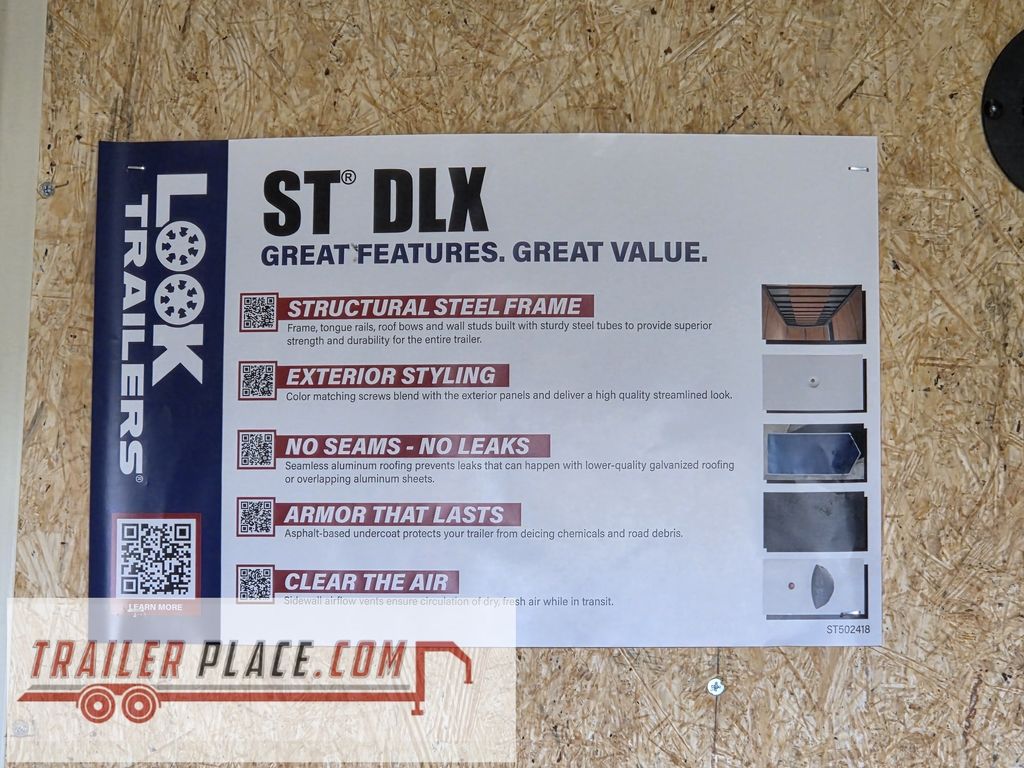 LOOK
TRAILERS®
LEARN MORE
ST® DLX
GREAT FEATURES. GREAT VALUE.
STRUCTURAL STEEL FRAME
Frame, tongue rails, roof bows and wall studs built with sturdy steel tubes to provide superior
strength and durability for the entire trailer.
EXTERIOR STYLING
Color matching screws blend with the exterior panels and deliver a high quality streamlined look.
NO SEAMS - NO LEAKS
Seamless aluminum roofing prevents leaks that can happen with lower-quality galvanized roofing
or overlapping aluminum sheets.
ARMOR THAT LASTS
Asphalt-based undercoat protects your trailer from deicing chemicals and road debris.
CLEAR THE AIR
Sidewall airflow vents ensure circulation of dry, fresh air while in transit.
ST502418
TRAILER PLACE.COM